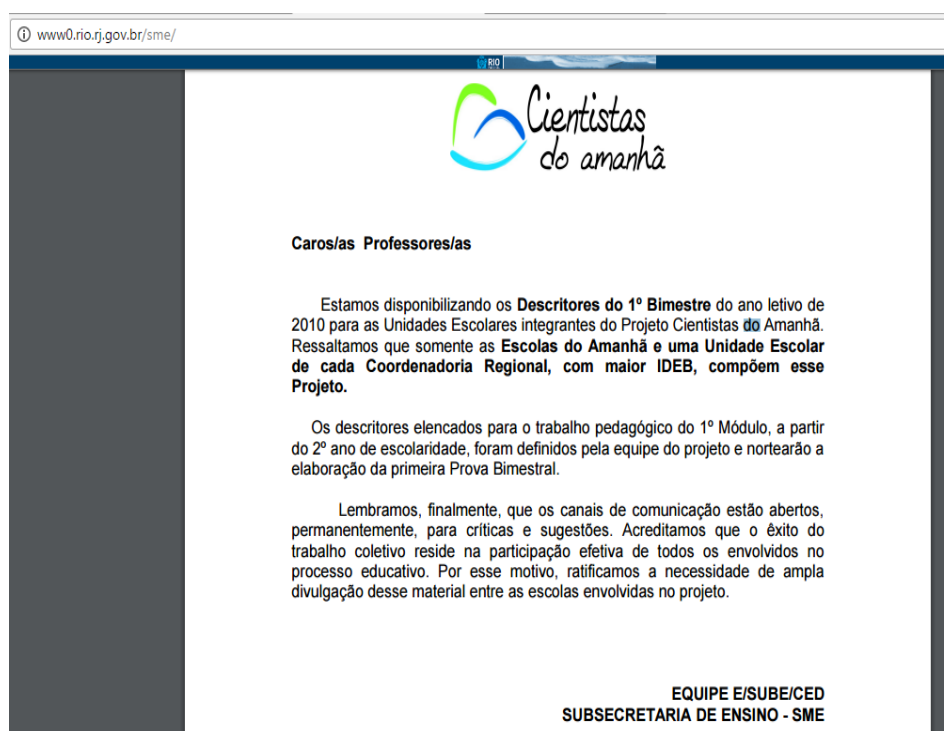 www0.rio.rj.gov.br/sme/
RIO
Cientistas
do amanhã
Caros/as Professores/as
Estamos disponibilizando os Descritores do 1º Bimestre do ano letivo de
2010 para as Unidades Escolares integrantes do Projeto Cientistas do Amanhã.
Ressaltamos que somente as Escolas do Amanhã e uma Unidade Escolar
de cada Coordenadoria Regional, com maior IDEB, compõem esse
Projeto.
Os descritores elencados para o trabalho pedagógico do 1º Módulo, a partir
do 2º ano de escolaridade, foram definidos pela equipe do projeto e nortearão a
elaboração da primeira Prova Bimestral.
Lembramos, finalmente, que os canais de comunicação estão abertos,
permanentemente, para críticas e sugestões. Acreditamos que o êxito do
trabalho coletivo reside na participação efetiva de todos os envolvidos no
processo educativo. Por esse motivo, ratificamos a necessidade de ampla
divulgação desse material entre as escolas envolvidas no projeto.
EQUIPE E/SUBE/CED
SUBSECRETARIA DE ENSINO - SME